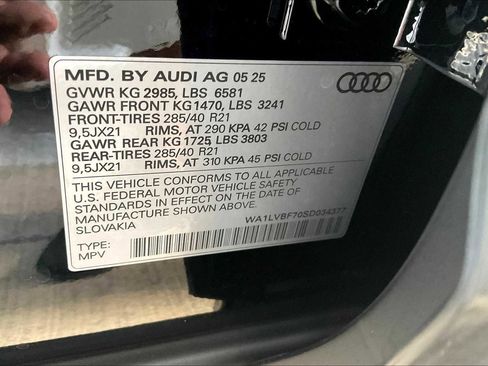 MFD. BY AUDI AG 05 25
GVWR KG 2985, LBS 6581
GAWR FRONT KG1470, LBS 3241
FRONT-TIRES 285/40 R21
9,5JX21 RIMS, AT 290 KPA 42 PSI COLD
GAWR REAR KG 1725, LBS 3803
REAR-TIRES 285/40 R21
9,5JX21 RIMS, AT 310 KPA 45 PSI COLD
THIS VEHICLE CONFORMS TO ALL APPLICABLE
U.S. FEDERAL MOTOR VEHICLE SAFETY
STANDARDS IN EFFECT ON THE DATE OF
MANUFACTURE SHOWN ABOVE
SLOVAKIA
WA1LVBF70SD034377
TYPE:
MPV